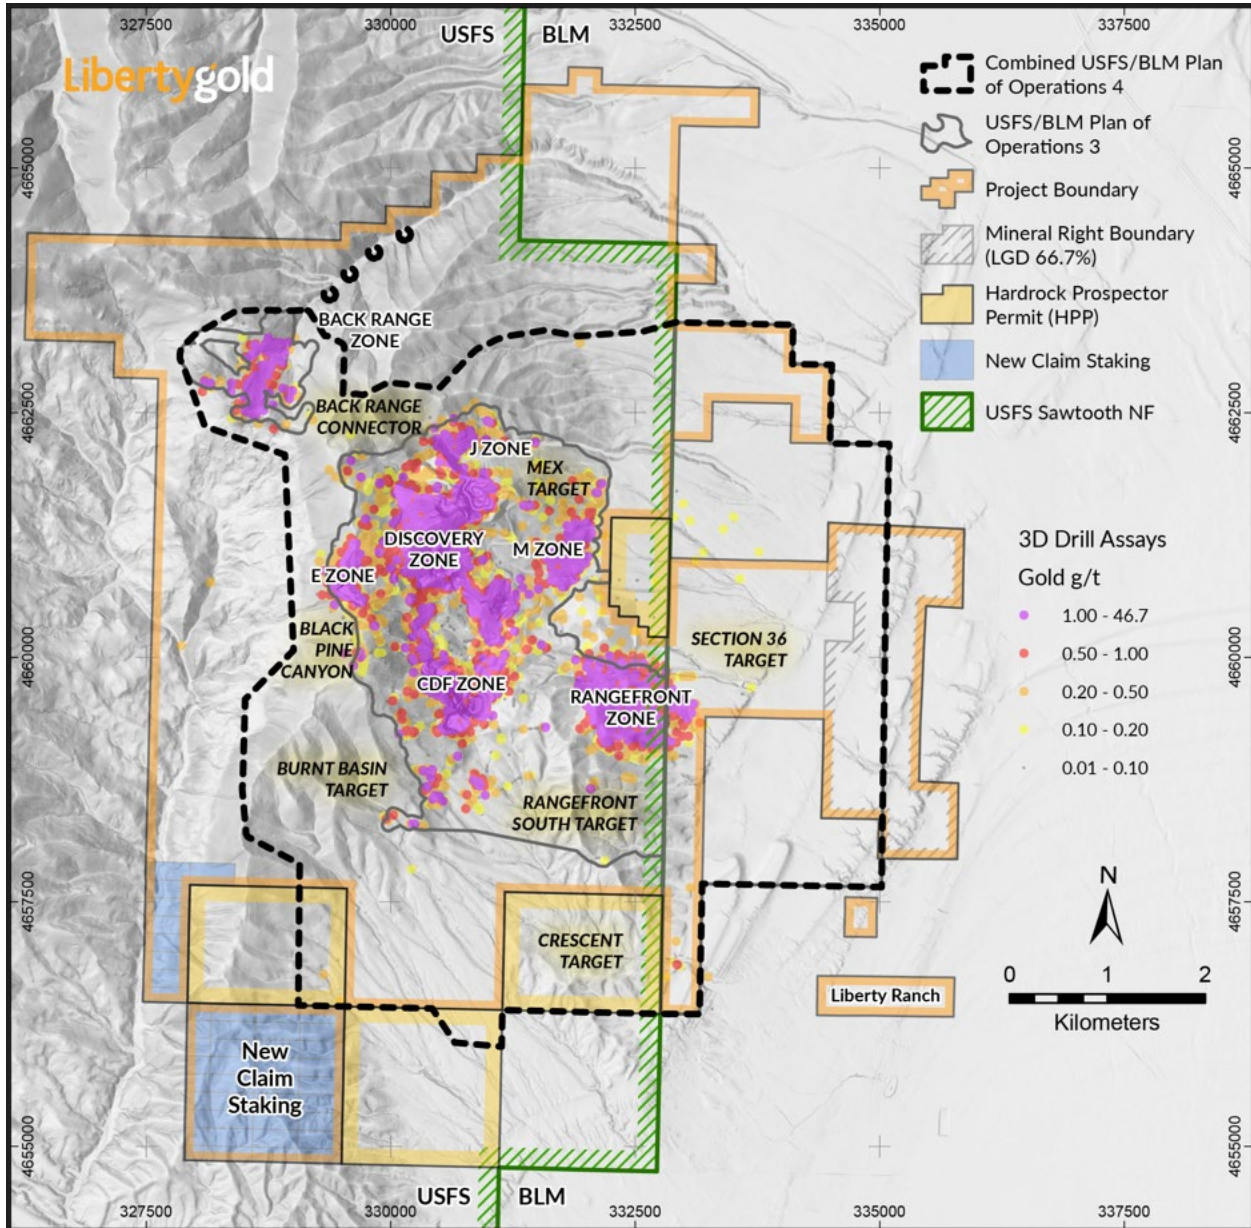 327500
330000
332500
335000
337500
USFS
BLM
Libertygold
Combined USFS/BLM Plan
of Operations 4
USFS/BLM Plan of
Operations 3
Project Boundary
Mineral Right Boundary
(LGD 66.7%)
Hardrock Prospector
Permit (HPP)
New Claim Staking
USFS Sawtooth NF
4665000
4665000
BACK RANGE
ZONE
4662500
4662500
BACK RANGE
CONNECTOR
J ZONE
MEX
TARGET
DISCOVERY
ZONE
M ZONE
E ZONE
3D Drill Assays
Gold g/t
1.00 - 46.7
0.50 - 1.00
0.20 - 0.50
0.10 - 0.20
0.01 - 0.10
BLACK
PINE
CANYON
SECTION 36
TARGET
4660000
4660000
CDF ZONE
RANGEFRONT
ZONE
BURNT BASIN
TARGET
RANGEFRONT
SOUTH TARGET
4657500
4657500
CRESCENT
TARGET
N
0
1
2
Kilometers
Liberty Ranch
New
Claim
Staking
4655000
4655000
USFS
BLM
327500
330000
332500
335000
337500